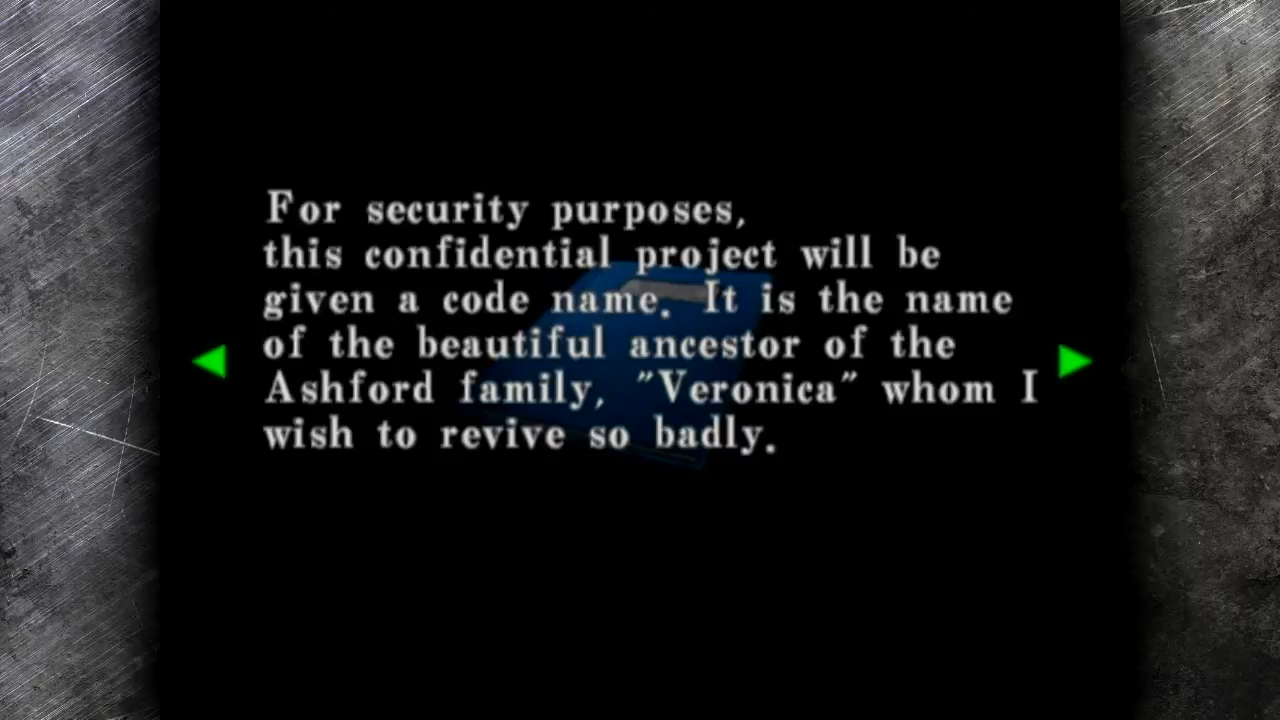 For security purposes,
this confidential project will be
given a code name. It is the name
of the beautiful ancestor of the
Ashford family, "Veronica" whom I
wish to revive so badly.